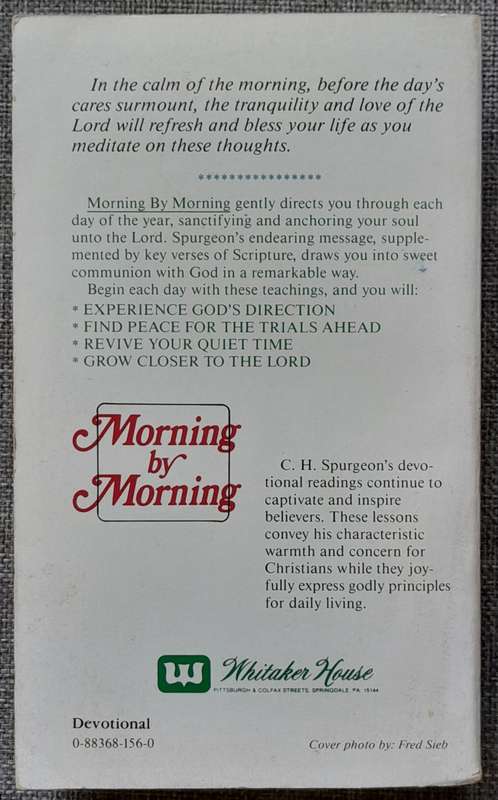 In the calm of the morning, before the day's
cares surmount, the tranquility and love of the
Lord will refresh and bless your life as you
meditate on these thoughts.
****************
Morning By Morning gently directs you through each
day of the year, sanctifying and anchoring your soul
unto the Lord. Spurgeon's endearing message, supple-
mented by key verses of Scripture, draws you into sweet
communion with God in a remarkable way.
Begin each day with these teachings, and you will:
* EXPERIENCE GOD'S DIRECTION
* FIND PEACE FOR THE TRIALS AHEAD
* REVIVE YOUR QUIET TIME
* GROW CLOSER TO THE LORD
Morning
by
Morning
C. H. Spurgeon's devo-
tional readings continue to
captivate and inspire
believers. These lessons
convey his characteristic
warmth and concern for
Christians while they joy-
fully express godly principles
for daily living.
Whitaker House
PITTSBURGH & COLFAX STREETS, SPRINGDALE, PA 15144
Devotional
0-88368-156-0
Cover photo by: Fred Sieb